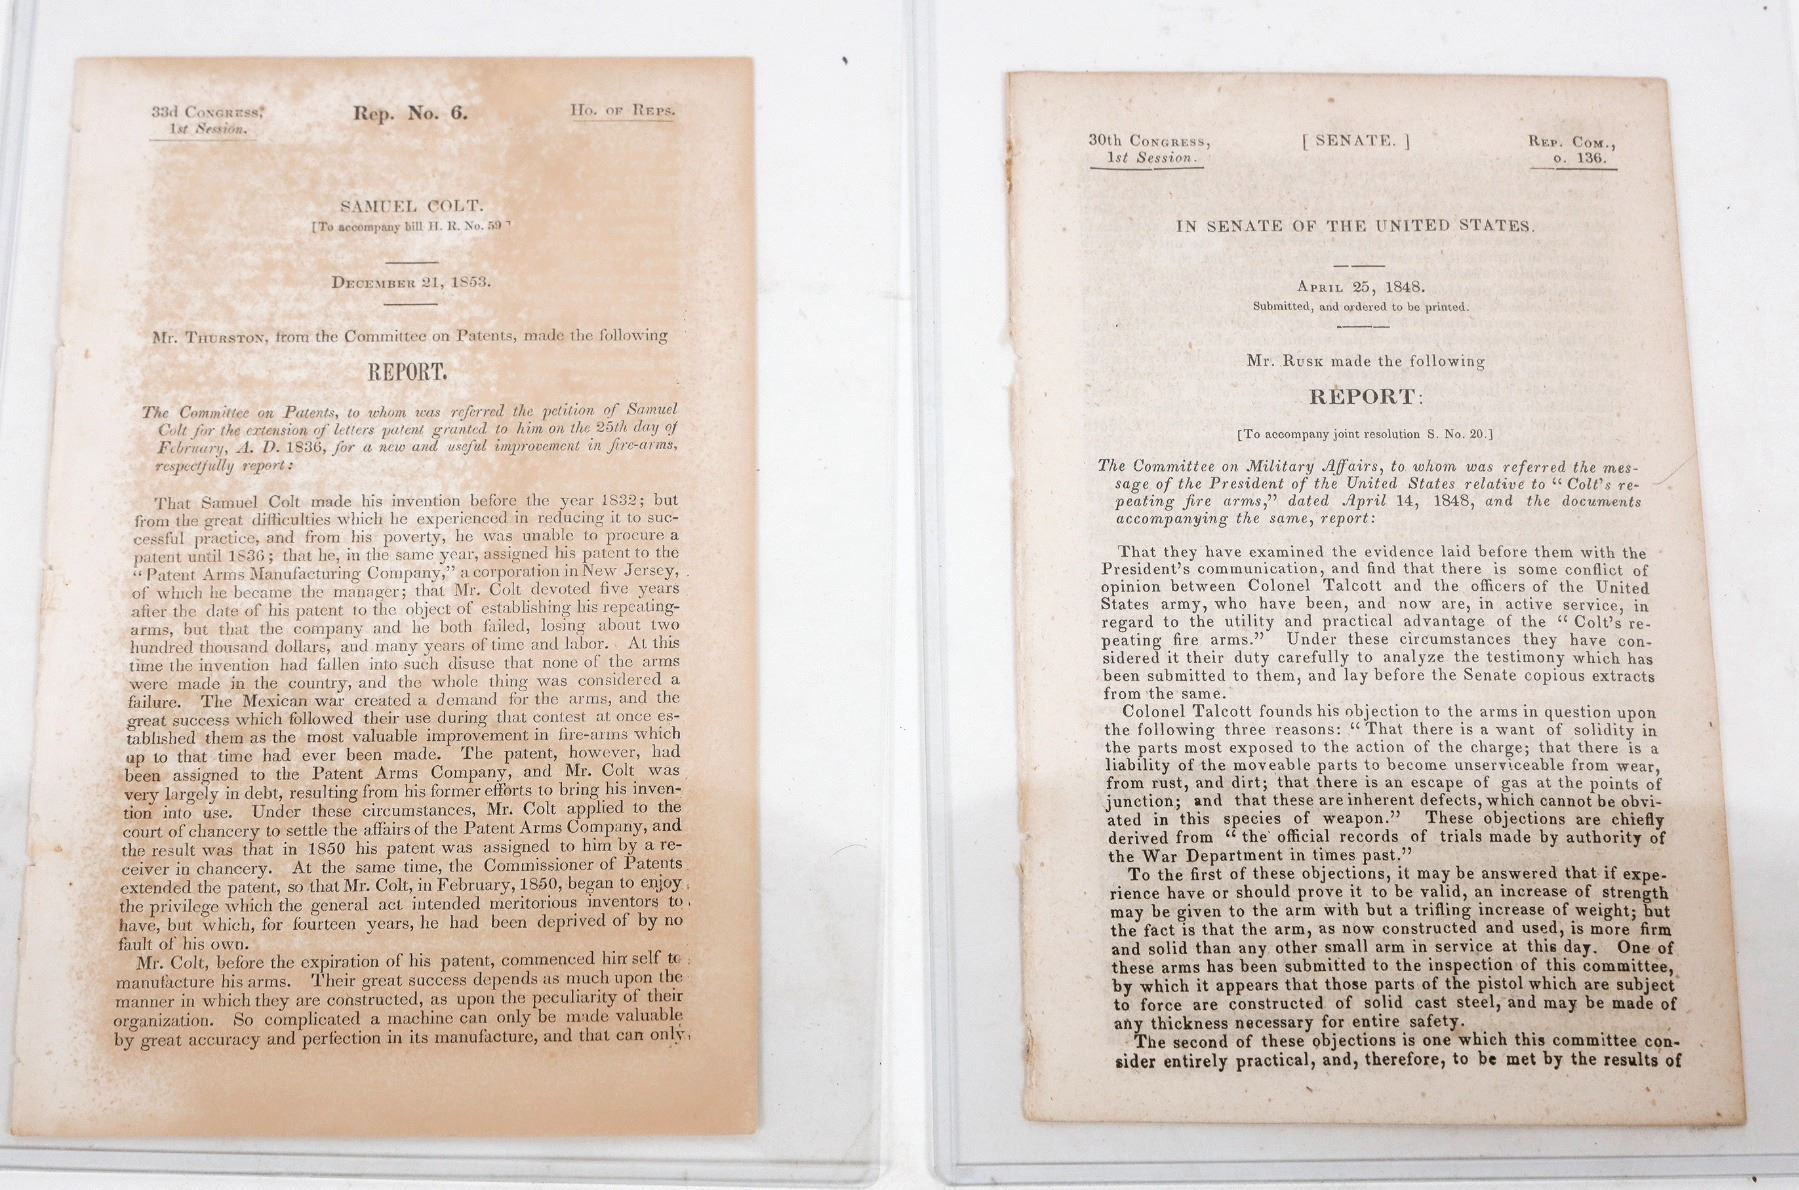 33d Congress,
1st Session.
Rep. No. 6.
Ho. of Reps.
SAMUEL COLT.
[To accompany bill H. R. No. 59
December 21, 1853.
Mr. Thurston, from the Committee on Patents, made the following
REPORT.
The Committee on Patents, to whom was referred the petition of Samuel
Colt for the extension of letters patent granted to him on the 25th day of
February, A. D. 1836, for a new and useful improvement in fire-arms,
respectfully report:
That Samuel Colt made his invention before the year 1832; but
from the great difficulties which he experienced in reducing it to suc-
cessful practice, and from his poverty, he was unable to procure a
patent until 1836; that he, in the same year, assigned his patent to the
“Patent Arms Manufacturing Company,” a corporation in New Jersey,
of which he became the manager; that Mr. Colt devoted five years
after the date of his patent to the object of establishing his repeating-
arms, but that the company and he both failed, losing about two
hundred thousand dollars, and many years of time and labor. At this
time the invention had fallen into such disuse that none of the arms
were made in the country, and the whole thing was considered a
failure. The Mexican war created a demand for the arms, and the
great success which followed their use during that contest at once es-
tablished them as the most valuable improvement in fire-arms which
up to that time had ever been made. The patent, however, had
been assigned to the Patent Arms Company, and Mr. Colt was
very largely in debt, resulting from his former efforts to bring his inven-
tion into use. Under these circumstances, Mr. Colt applied to the
court of chancery to settle the affairs of the Patent Arms Company, and
the result was that in 1850 his patent was assigned to him by a re-
ceiver in chancery. At the same time, the Commissioner of Patents
extended the patent, so that Mr. Colt, in February, 1850, began to enjoy
the privilege which the general act intended meritorious inventors to
have, but which, for fourteen years, he had been deprived of by no
fault of his own.
Mr. Colt, before the expiration of his patent, commenced himself to
manufacture his arms. Their great success depends as much upon the
manner in which they are constructed, as upon the peculiarity of their
organization. So complicated a machine can only be made valuable
by great accuracy and perfection in its manufacture, and that can only
30th Congress,
1st Session.
[ SENATE. ]
Rep. Com.,
o. 136.
IN SENATE OF THE UNITED STATES.
April 25, 1848.
Submitted, and ordered to be printed.
Mr. Rusk made the following
REPORT:
[To accompany joint resolution S. No. 20.]
The Committee on Military Affairs, to whom was referred the mes-
sage of the President of the United States relative to “Colt's re-
peating fire arms,” dated April 14, 1848, and the documents
accompanying the same, report:
That they have examined the evidence laid before them with the
President's communication, and find that there is some conflict of
opinion between Colonel Talcott and the officers of the United
States army, who have been, and now are, in active service, in
regard to the utility and practical advantage of the “Colt's re-
peating fire arms.” Under these circumstances they have con-
sidered it their duty carefully to analyze the testimony which has
been submitted to them, and lay before the Senate copious extracts
from the same.
Colonel Talcott founds his objection to the arms in question upon
the following three reasons: “That there is a want of solidity in
the parts most exposed to the action of the charge; that there is a
liability of the moveable parts to become unserviceable from wear,
from rust, and dirt; that there is an escape of gas at the points of
junction; and that these are inherent defects, which cannot be obvi-
ated in this species of weapon.” These objections are chiefly
derived from “the official records of trials made by authority of
the War Department in times past.”
To the first of these objections, it may be answered that if expe-
rience have or should prove it to be valid, an increase of strength
may be given to the arm with but a trifling increase of weight; but
the fact is that the arm, as now constructed and used, is more firm
and solid than any other small arm in service at this day. One of
these arms has been submitted to the inspection of this committee,
by which it appears that those parts of the pistol which are subject
to force are constructed of solid cast steel, and may be made of
any thickness necessary for entire safety.
The second of these objections is one which this committee con-
sider entirely practical, and, therefore, to be met by the results of